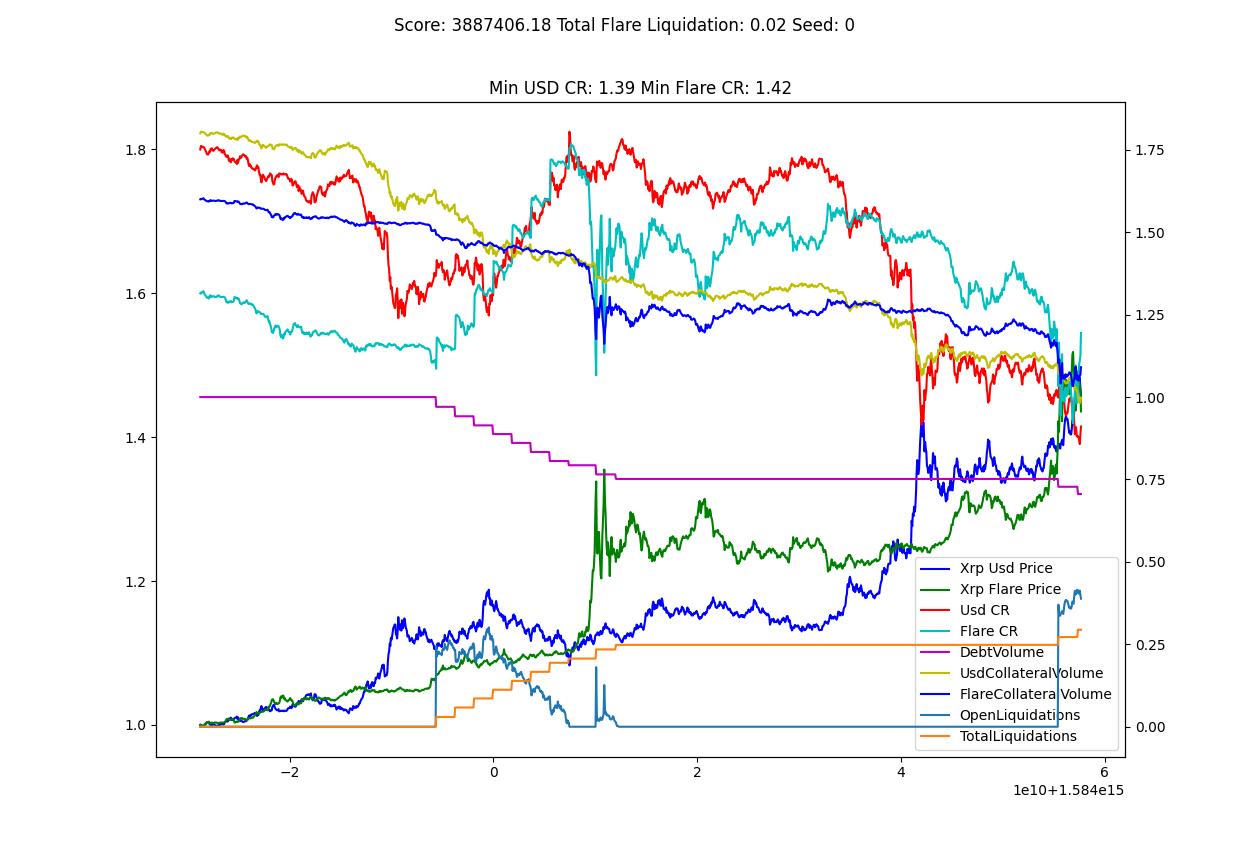 Score: 3887406.18 Total Flare Liquidation: 0.02 Seed: 0
Min USD CR: 1.39 Min Flare CR: 1.42
1.8
1.6
1.4
1.2
1.0
1.75
1.50
1.25
1.00
0.75
0.50
0.25
0.00
Xrp Usd Price
Xrp Flare Price
Usd CR
Flare CR
DebtVolume
UsdCollateralVolume
FlareCollateralVolume
OpenLiquidations
TotalLiquidations
−2 0 2 4 6
1e10+1.584e15